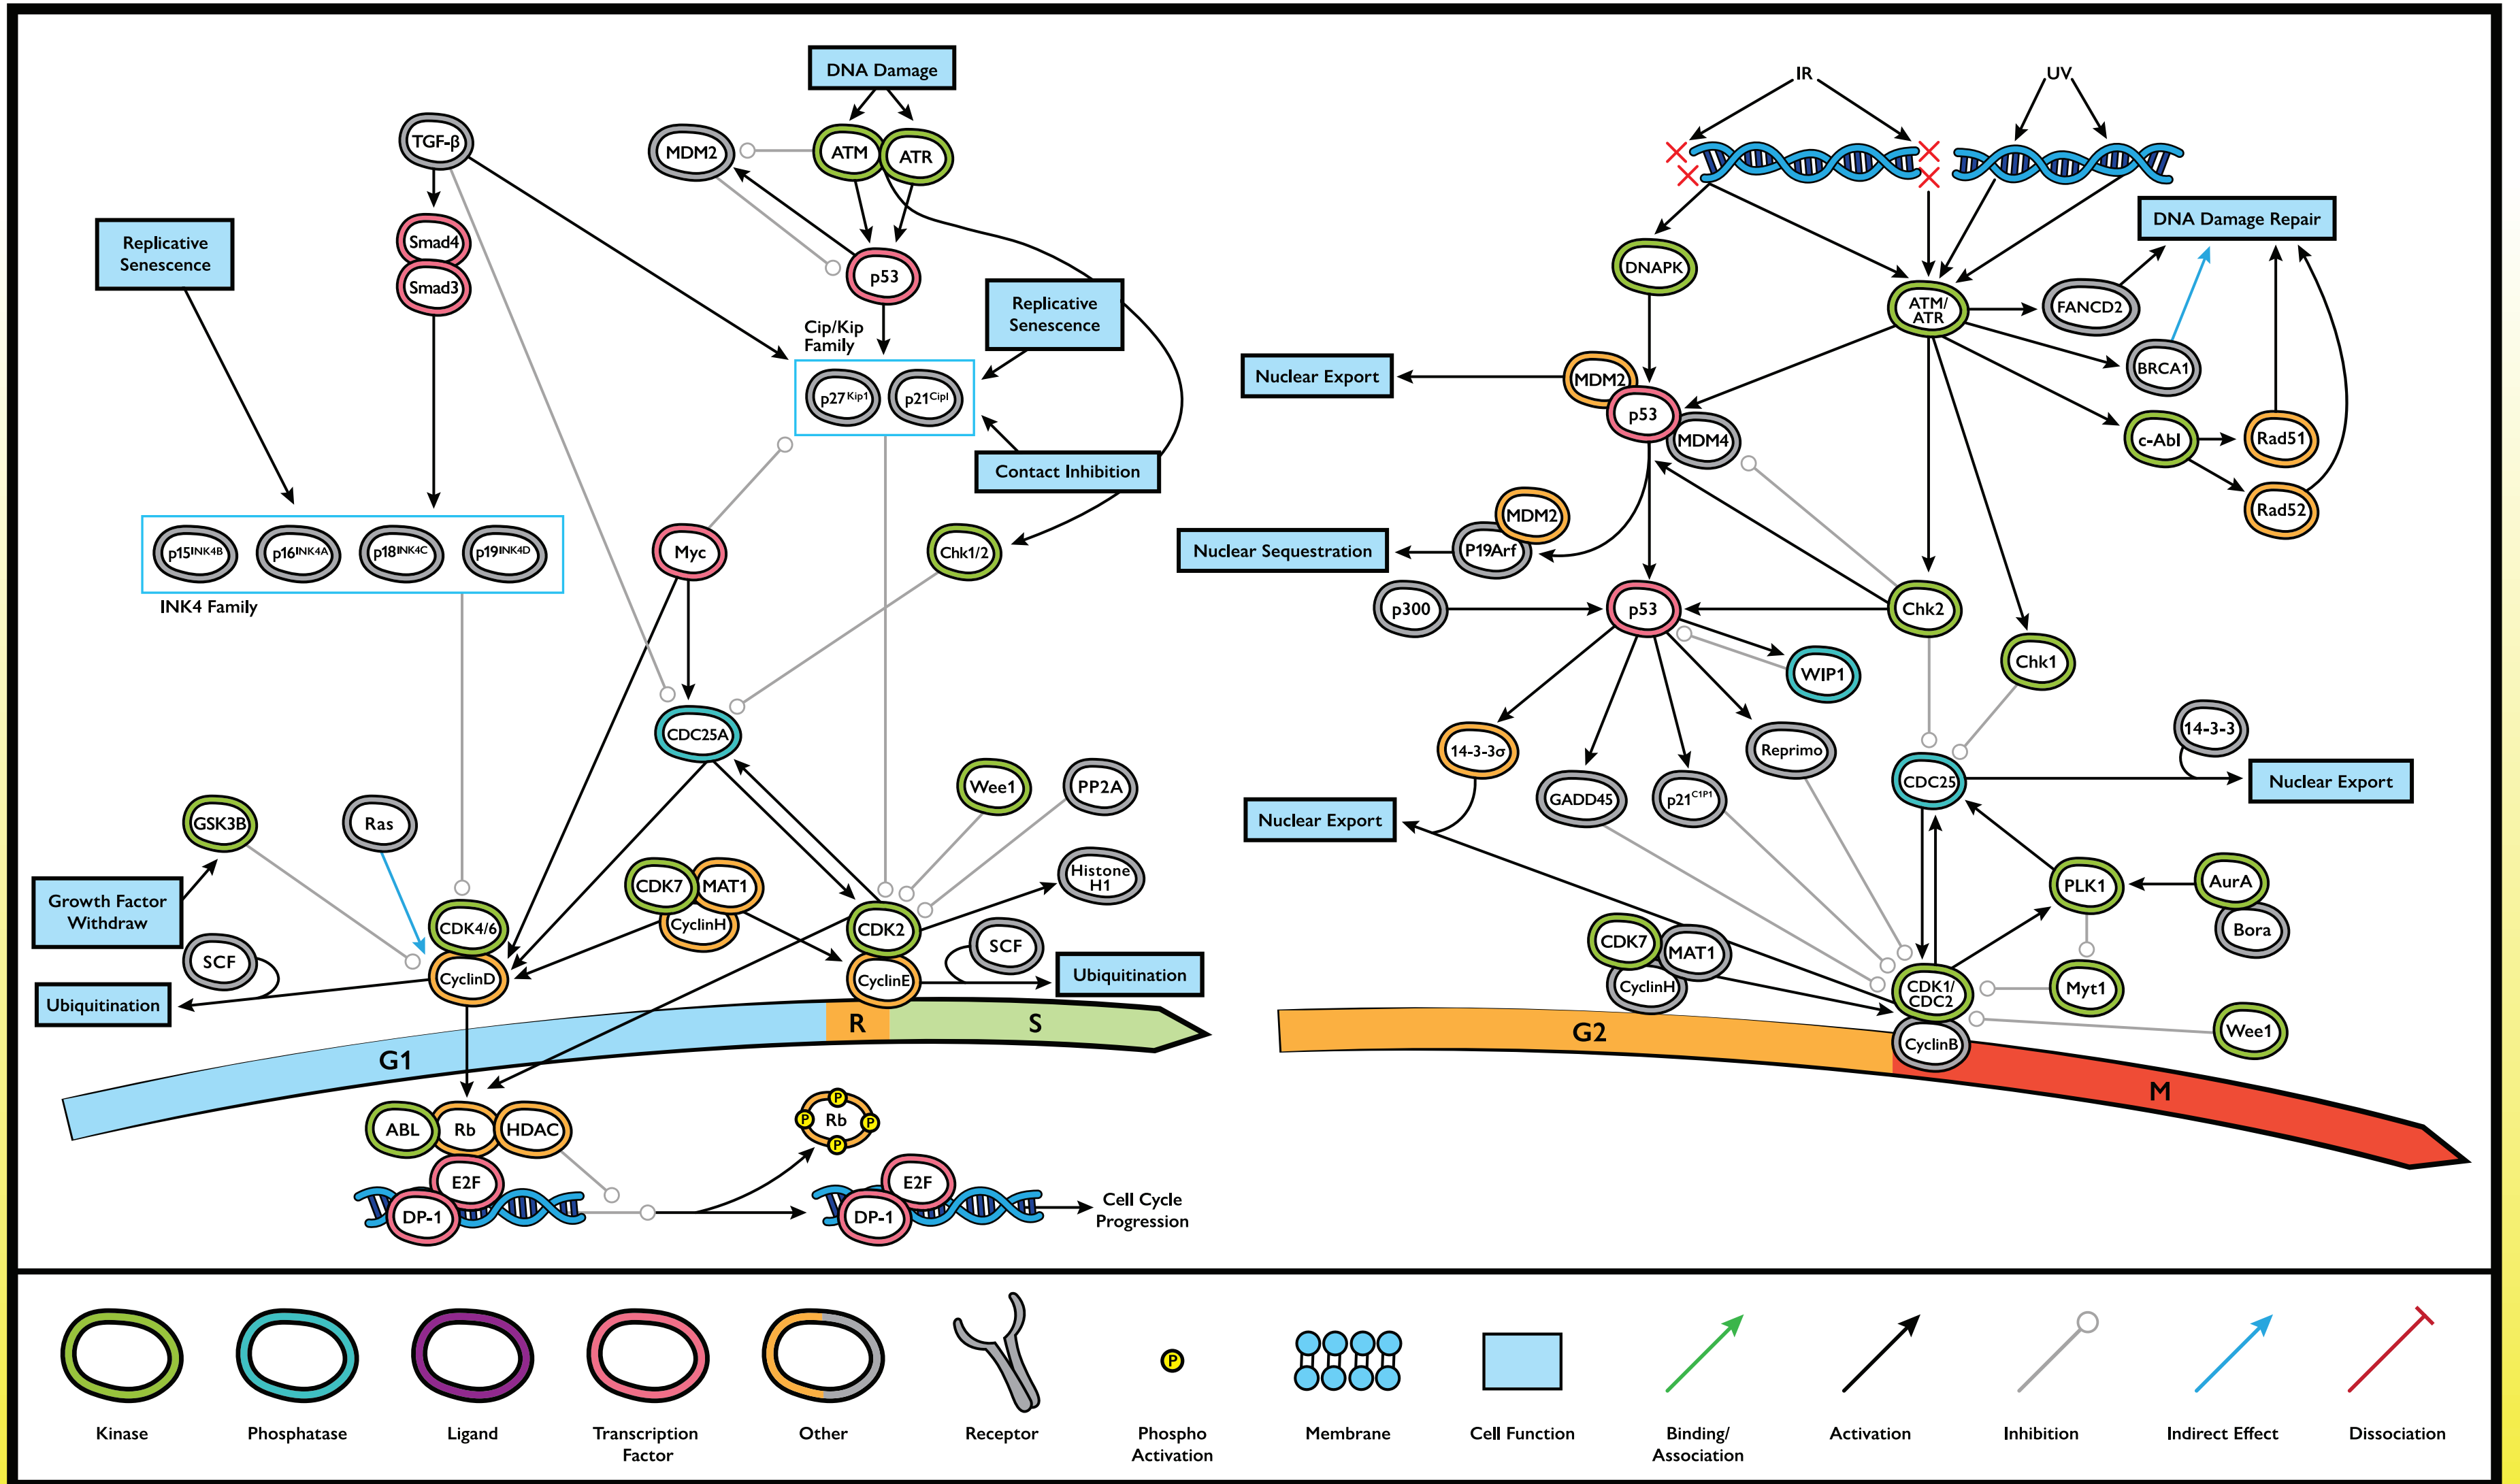 DNA Damage
TGF-β
MDM2
ATM
ATR
Replicative
Senescence
Smad4
Smad3
p53
Replicative
Senescence
Cip/Kip
Family
p27Kip1
p21CipI
Contact Inhibition
p15INK4B
p16INK4A
p18INK4C
p19INK4D
INK4 Family
Myc
Chk1/2
CDC25A
Wee1
PP2A
GSK3B
Ras
Growth Factor
Withdraw
CDK7
MAT1
CyclinH
Histone
H1
CDK4/6
CyclinD
CDK2
CyclinE
SCF
SCF
Ubiquitination
Ubiquitination
G1
R
S
ABL
Rb
HDAC
E2F
DP-1
P
P
Rb
P
P
E2F
DP-1
Cell Cycle
Progression
IR
UV
DNA Damage Repair
DNAPK
ATM/
ATR
FANCD2
BRCA1
Nuclear Export
MDM2
p53
MDM4
c-Abl
Rad51
Rad52
MDM2
P19Arf
Nuclear Sequestration
p300
p53
Chk2
Chk1
WIP1
14-3-3σ
GADD45
p21C1P1
Reprimo
14-3-3
CDC25
Nuclear Export
Nuclear Export
PLK1
AurA
Bora
CDK7
MAT1
CyclinH
CDK1/
CDC2
CyclinB
Myt1
Wee1
G2
M
Kinase
Phosphatase
Ligand
Transcription
Factor
Other
Receptor
P
Phospho
Activation
Membrane
Cell Function
Binding/
Association
Activation
Inhibition
Indirect Effect
Dissociation